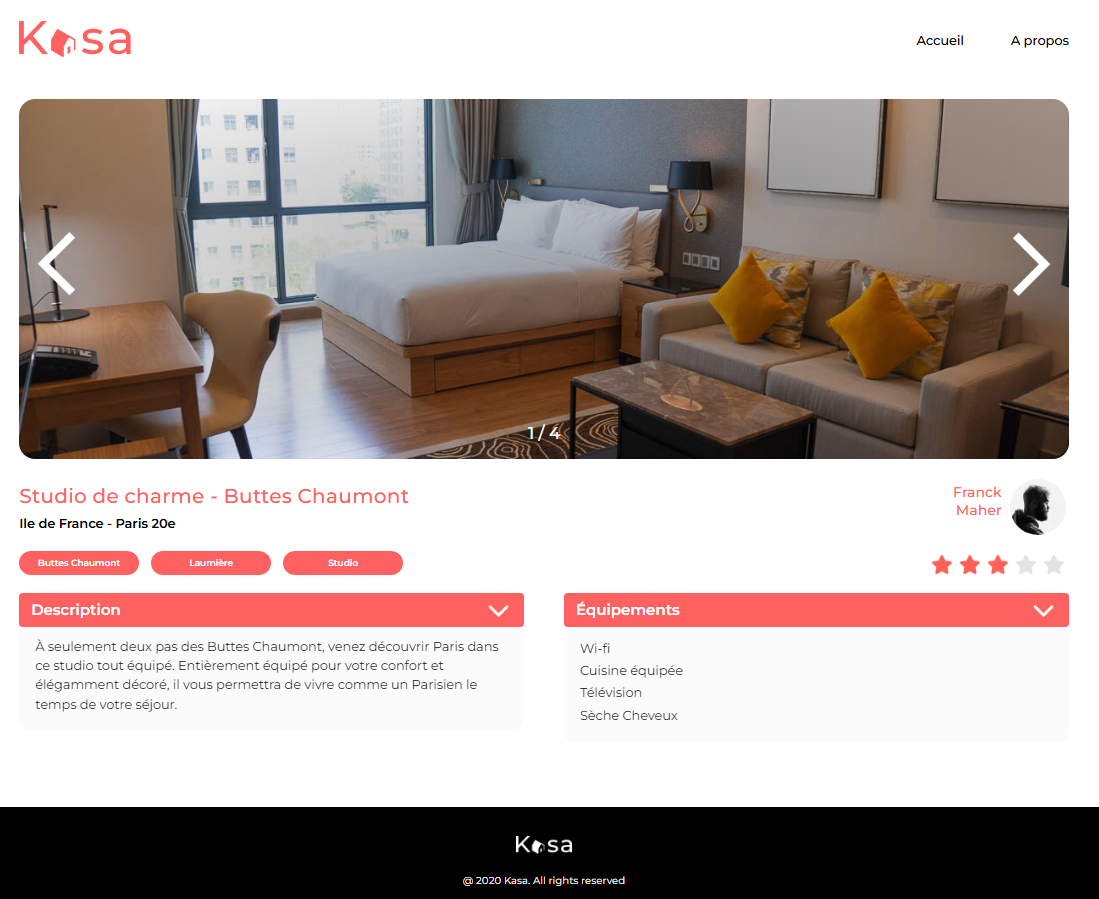 Kasa
Accueil
A propos
1 / 4
Studio de charme - Buttes Chaumont
Ile de France - Paris 20e
Franck
Maher
Buttes Chaumont
Laumière
Studio
Description
À seulement deux pas des Buttes Chaumont, venez découvrir Paris dans
ce studio tout équipé. Entièrement équipé pour votre confort et
élégamment décoré, il vous permettra de vivre comme un Parisien le
temps de votre séjour.
Équipements
Wi-fi
Cuisine équipée
Télévision
Sèche Cheveux
Kasa
@ 2020 Kasa. All rights reserved